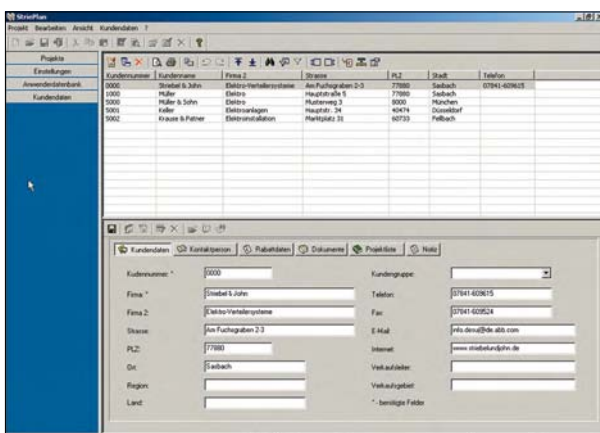 StriePlan
Projekt Bearbeiten Ansicht Kundendaten ?
Projekte
Einstellungen
Anwenderdatenbank
Kundendaten
Kundennummer Kundenname Firma 2 Strasse PLZ Stadt Telefon
0000 Striebel & John Elektro-Verteilersysteme Am Fuchsgraben 2-3 77880 Sasbach 07841-609615
1000 Müller Elektro Hauptstraße 5 77880 Sasbach
5000 Müller & Sohn Elektro Musterweg 3 8000 München
5001 Keller Elektroanlagen Hauptstr. 34 40474 Düsseldorf
5002 Krause & Patner Elektroinstallation Marktplatz 31 60733 Fellbach
Kundendaten Kontaktperson Rabattdaten Dokumente Projektliste Notiz
Kudennummer: * 0000 Kundengruppe:
Firma: * Striebel & John Telefon: 07841-609615
Firma 2: Elektro-Verteilersysteme Fax: 07841-609524
Strasse: Am Fuchsgraben 2-3 E-Mail: info.desuj@de.abb.com
PLZ: 77880 Internet: www.striebelundjohn.de
Ort: Sasbach Verkaufsleiter:
Region: Verkaufsgebiet:
Land: * - benötigte Felder